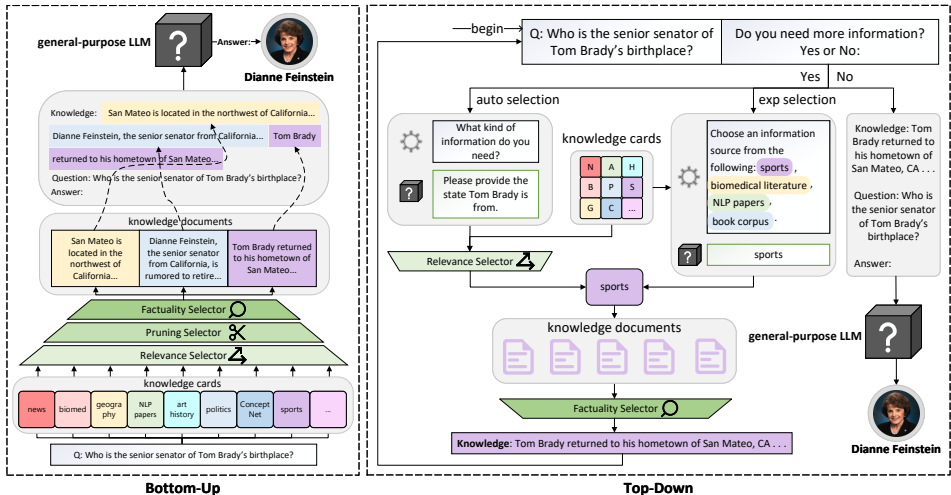 general-purpose LLM
?
Answer:
Dianne Feinstein
Knowledge: San Mateo is located in the northwest of California...
Dianne Feinstein, the senior senator from California... Tom Brady
returned to his hometown of San Mateo...
Question: Who is the senior senator of Tom Brady's birthplace?
Answer:
knowledge documents
San Mateo is
located in the
northwest of
California...
Dianne Feinstein,
the senior senator
from California, is
rumored to retire...
Tom Brady returned
to his hometown of
San Mateo...
Factuality Selector
Pruning Selector
Relevance Selector
knowledge cards
news
biomed
geogra
phy
NLP
papers
art
history
politics
Concept
Net
sports
...
Q: Who is the senior senator of Tom Brady's birthplace?
Bottom-Up
begin
Q: Who is the senior senator of
Tom Brady's birthplace?
Do you need more information?
Yes or No:
Yes
No
auto selection
exp selection
What kind of
information do you
need?
?
Please provide the
state Tom Brady is
from.
knowledge cards
N A H
B P S
G C ...
Choose an information
source from the
following: sports,
biomedical literature,
NLP papers,
book corpus.
?
sports
Knowledge: Tom
Brady returned to
his hometown of
San Mateo, CA . . .
Question: Who is
the senior senator
of Tom Brady's
birthplace?
Answer:
Relevance Selector
sports
knowledge documents
Factuality Selector
Knowledge: Tom Brady returned to his hometown of San Mateo, CA . . .
general-purpose LLM
?
Dianne Feinstein
Top-Down